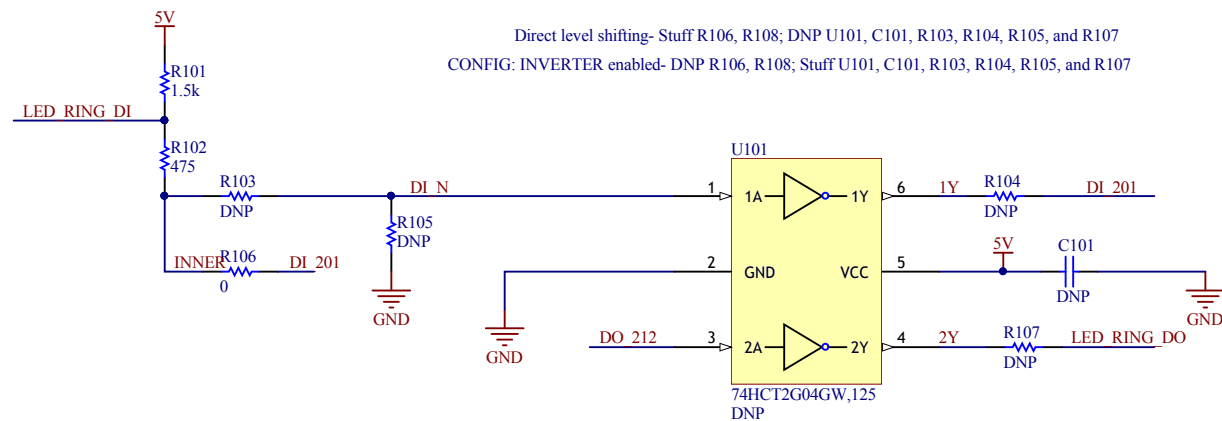 5V
Direct level shifting- Stuff R106, R108; DNP U101, C101, R103, R104, R105, and R107
CONFIG: INVERTER enabled- DNP R106, R108; Stuff U101, C101, R103, R104, R105, and R107
R101
1.5k
LED_RING_DI
R102
475
U101
R103
DNP
DI_N
1
1A
1Y
6
1Y
R104
DNP
DI_201
R105
DNP
INNER
R106
0
DI_201
GND
2
GND
VCC
5
5V
C101
DNP
GND
GND
DO_212
3
2A
2Y
4
2Y
R107
DNP
LED_RING_DO
74HCT2G04GW,125
DNP